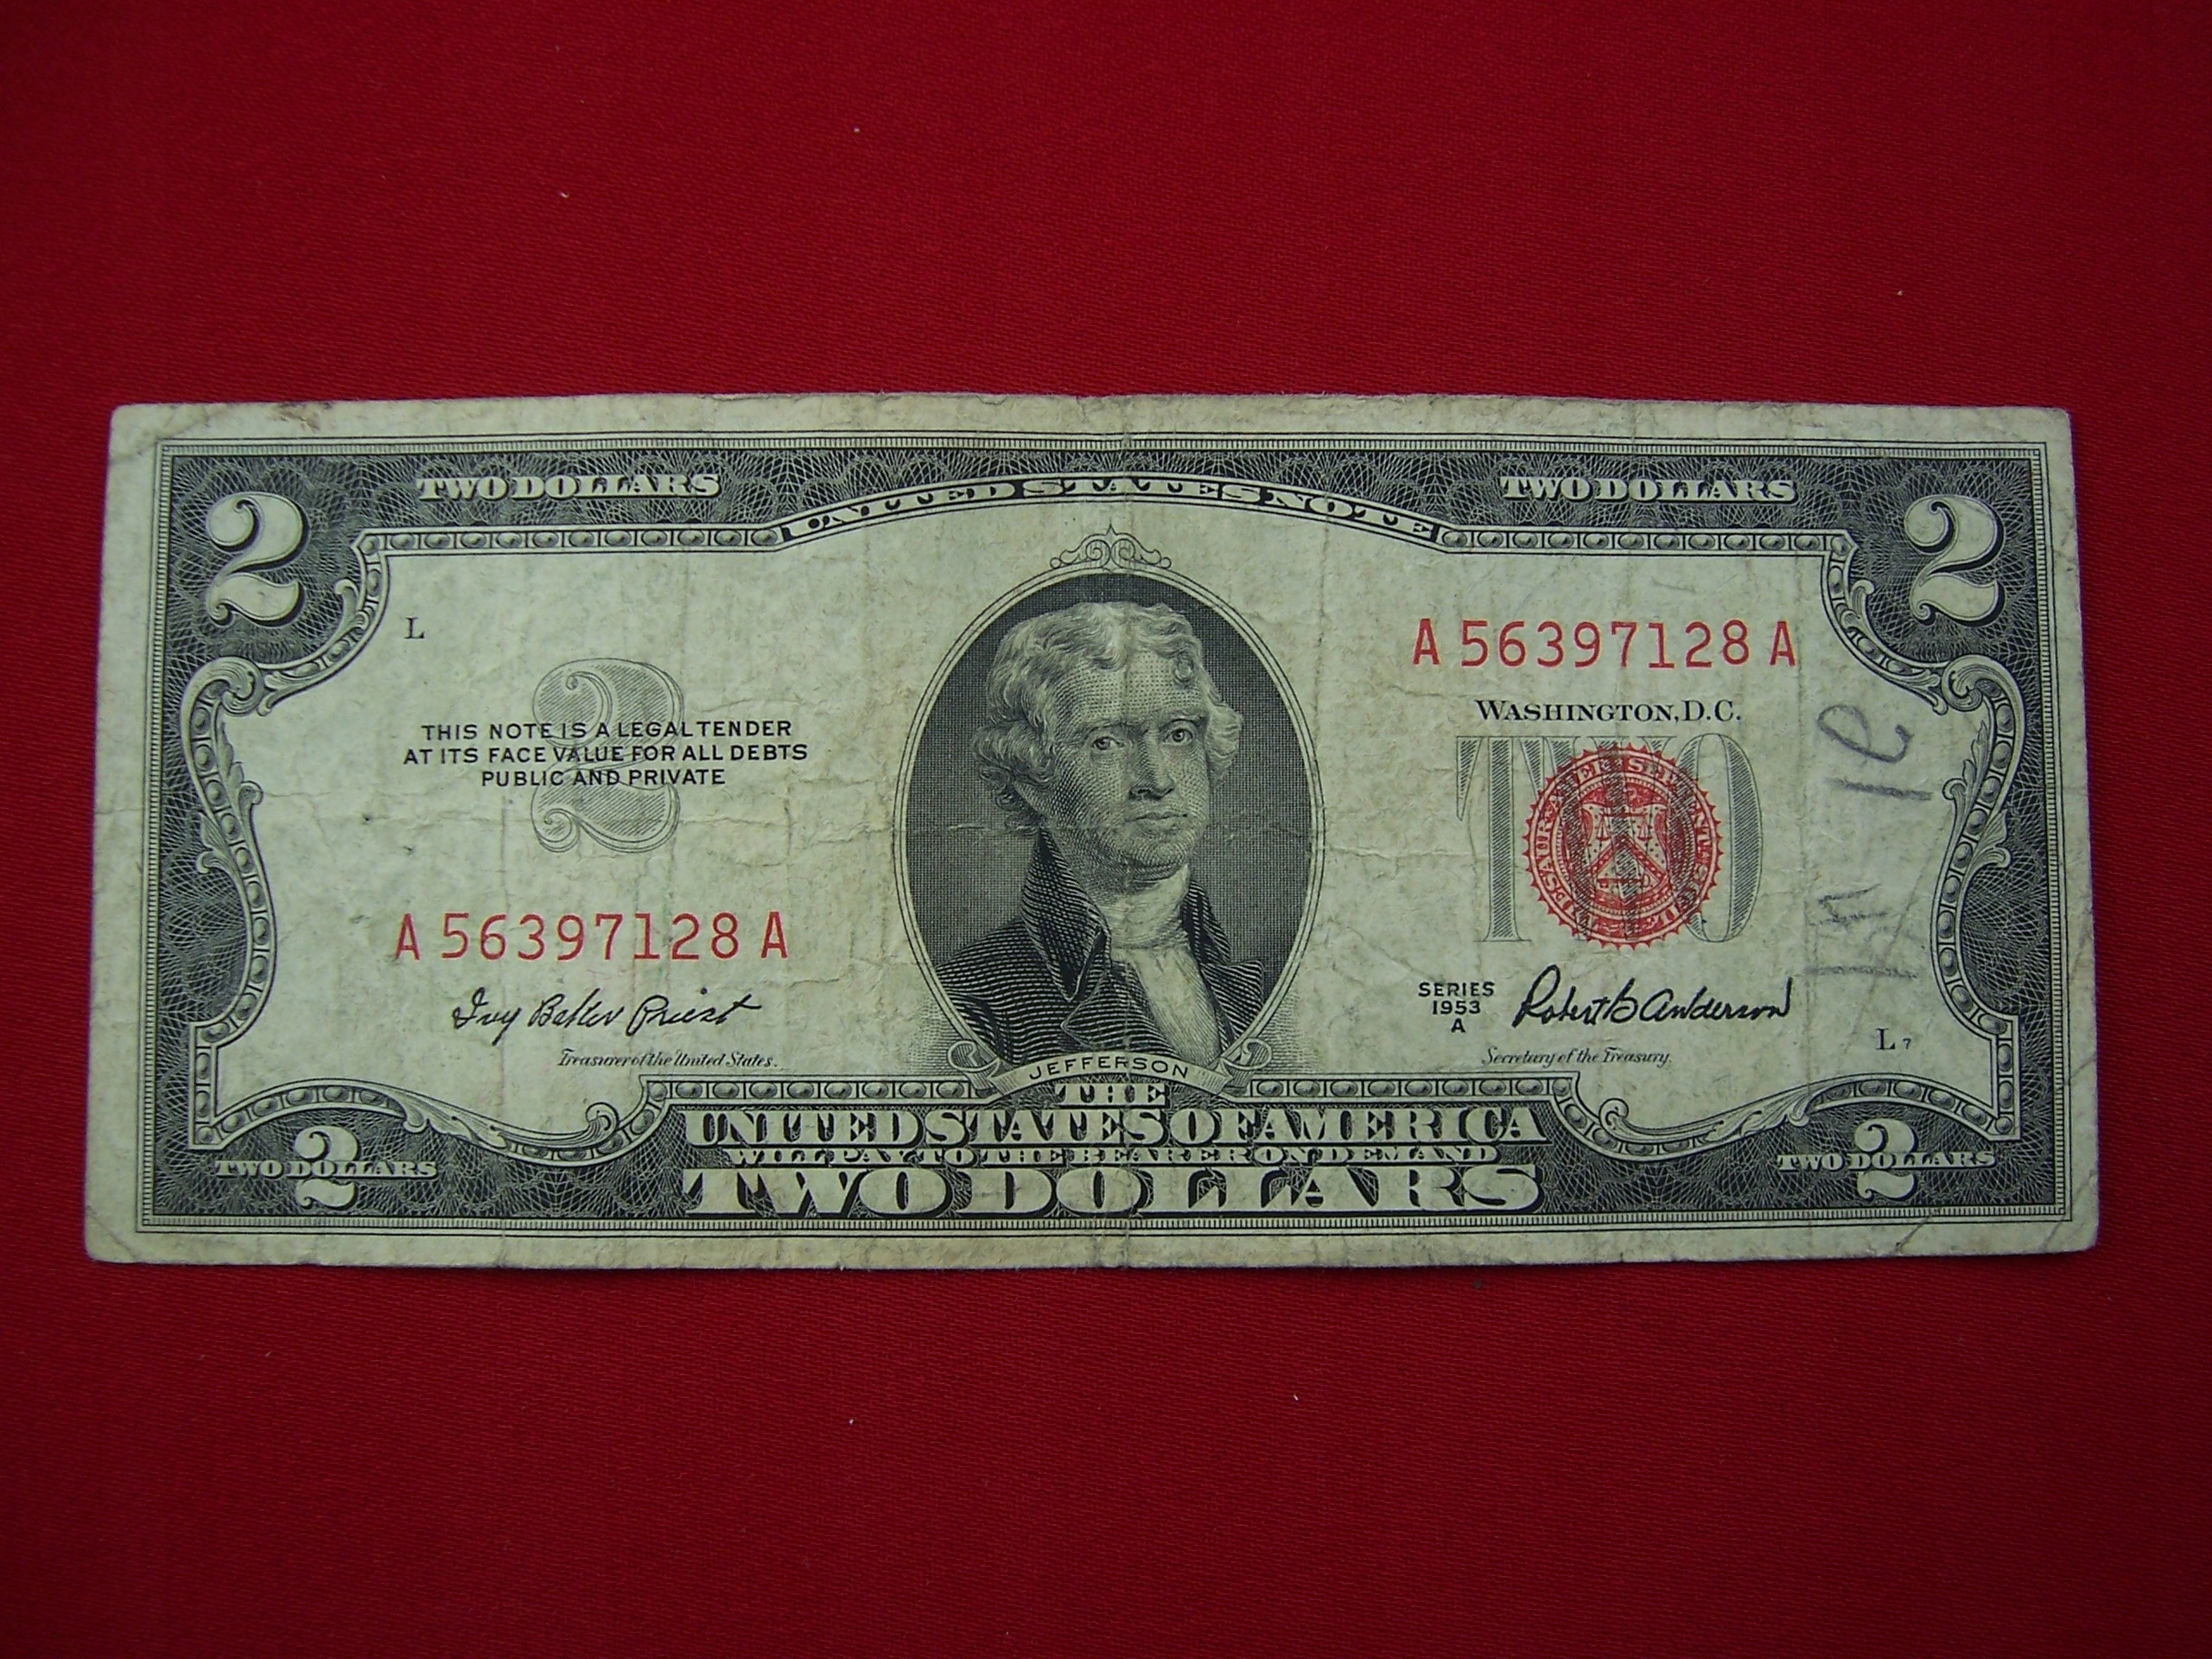 TWO DOLLARS UNITED STATES NOTE TWO DOLLARS
2 2
L
A 56397128 A
WASHINGTON, D.C.
THIS NOTE IS A LEGAL TENDER
AT ITS FACE VALUE FOR ALL DEBTS
PUBLIC AND PRIVATE
2
TWO
A 56397128 A
Ivy Baker Priest
Treasurer of the United States.
SERIES
1953
A
Robert B Anderson
Secretary of the Treasury.
L 7
JEFFERSON
THE
UNITED STATES OF AMERICA
WILL PAY TO THE BEARER ON DEMAND
TWO DOLLARS
2
TWO DOLLARS
2
TWO DOLLARS